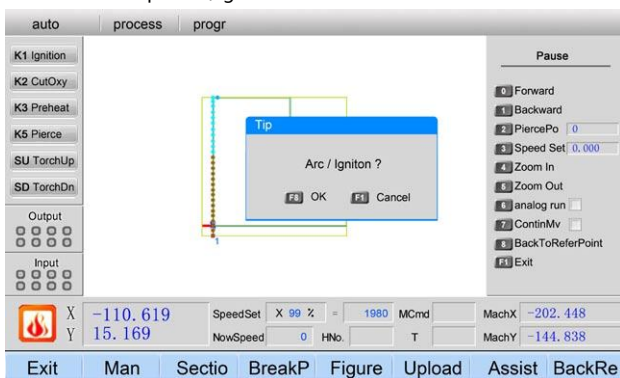 auto process progr
K1 Ignition
K2 CutOxy
K3 Preheat
K5 Pierce
SU TorchUp
SD TorchDn
Output
Input
1
Tip
Arc / Igniton ?
F8 OK F1 Cancel
Pause
0 Forward
1 Backward
2 PiercePo 0
3 Speed Set 0.000
4 Zoom In
5 Zoom Out
6 analog run
7 ContinMv
8 BackToReferPoint
F1 Exit
X -110.619 SpeedSet X 99 % = 1980 MCmd MachX -202.448
Y 15.169 NowSpeed 0 HNo. T MachY -144.838
Exit Man Sectio BreakP Figure Upload Assist BackRe